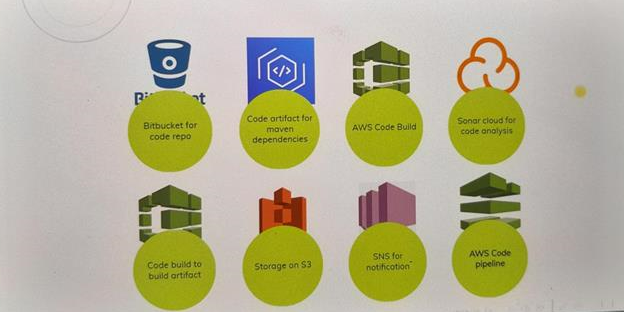 Bitbucket for
code repo
Code artifact for
maven
dependencies
</>
AWS Code Build
Sonar cloud for
code analysis
Code build to
build artifact
Storage on S3
SNS for
notification
AWS Code
pipeline